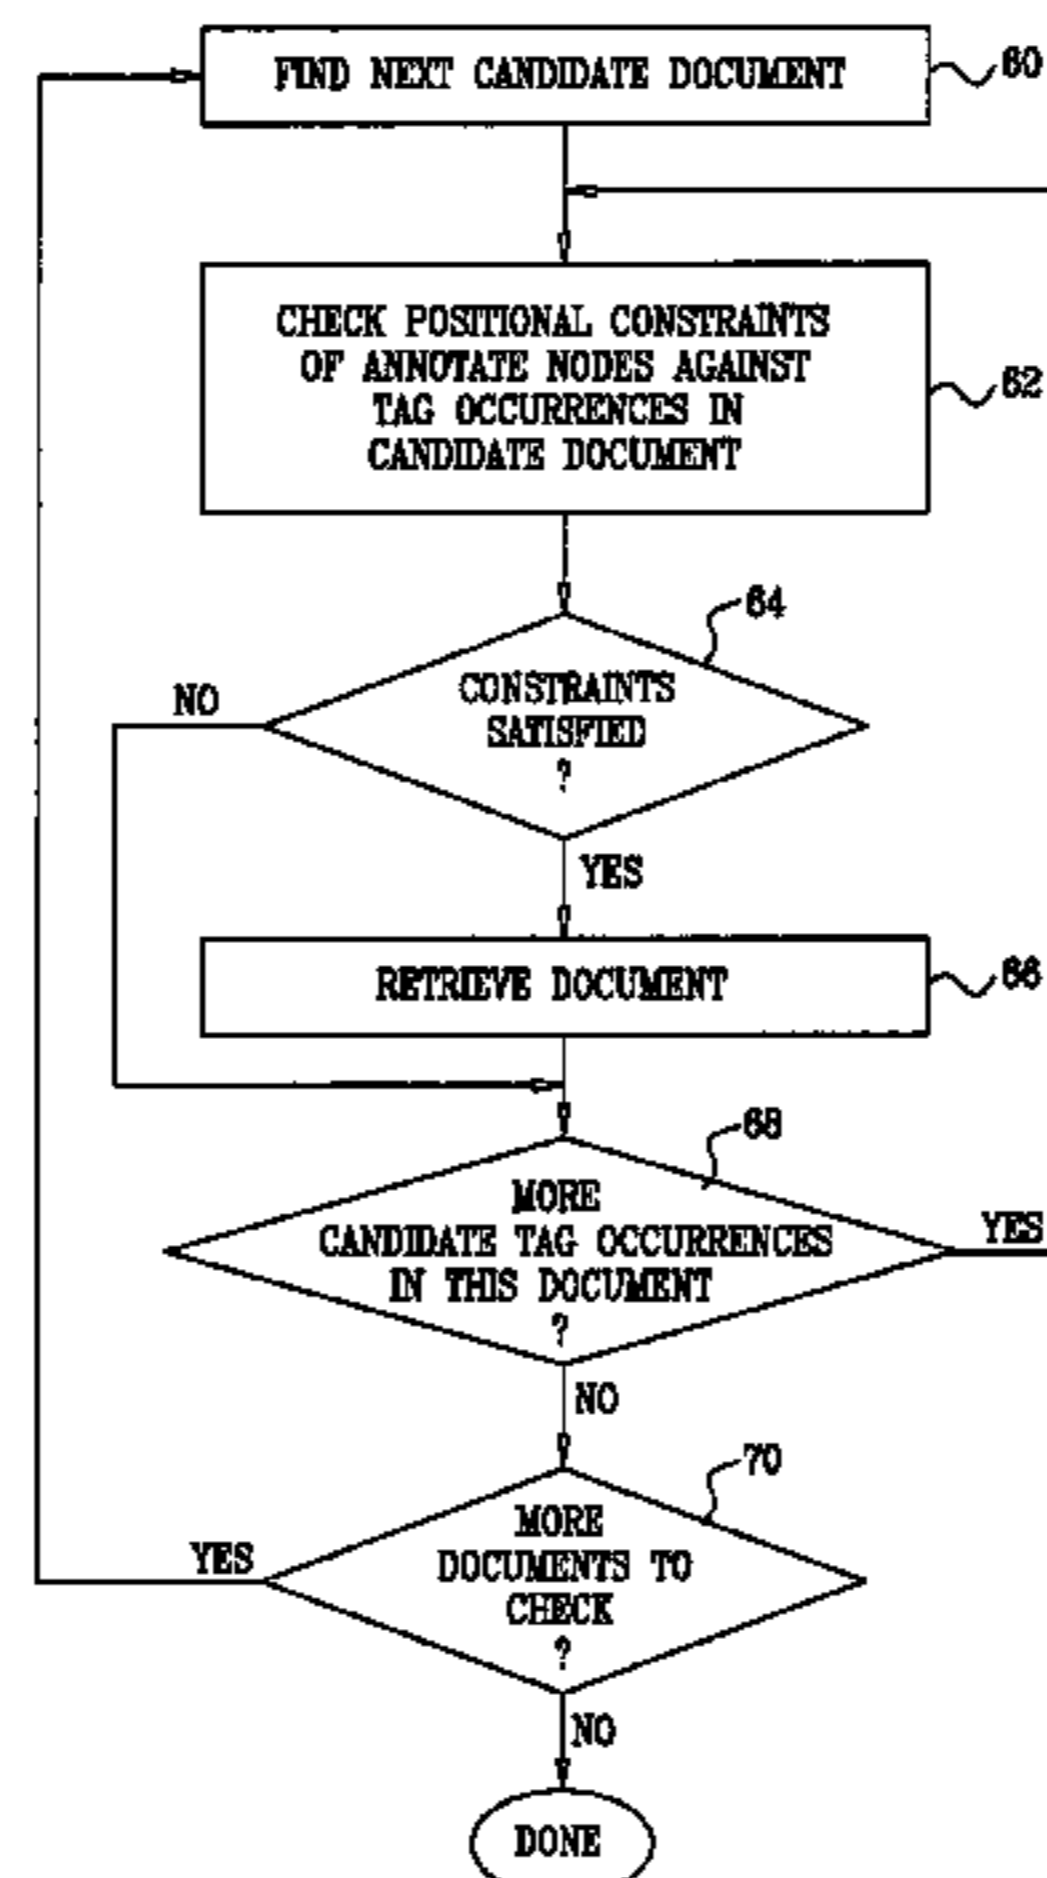 FIND NEXT CANDIDATE DOCUMENT
60
CHECK POSITIONAL CONSTRAINTS
OF ANNOTATE NODES AGAINST
TAG OCCURRENCES IN
CANDIDATE DOCUMENT
62
64
CONSTRAINTS
SATISFIED
?
NO
YES
RETRIEVE DOCUMENT
66
68
MORE
CANDIDATE TAG OCCURRENCES
IN THIS DOCUMENT
?
YES
NO
70
MORE
DOCUMENTS TO
CHECK
?
YES
NO
DONE